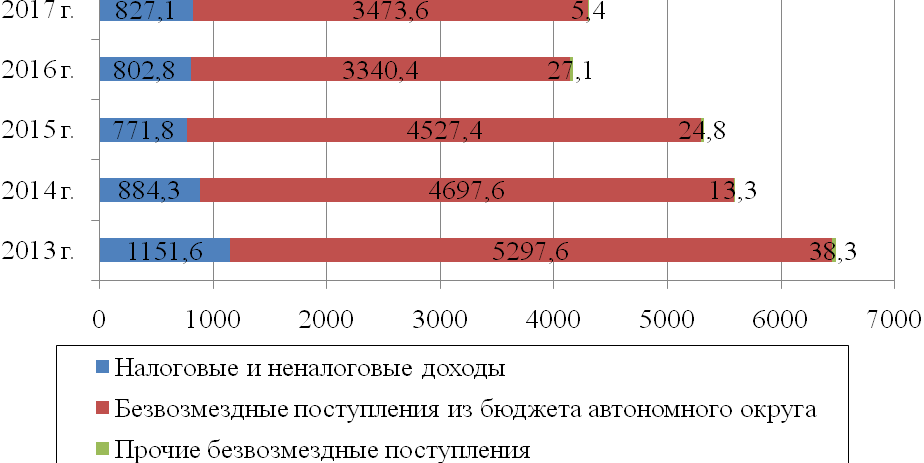 2017 г. 827,1 3473,6 5,4
2016 г. 802,8 3340,4 27,1
2015 г. 771,8 4527,4 24,8
2014 г. 884,3 4697,6 13,3
2013 г. 1151,6 5297,6 38,3
0 1000 2000 3000 4000 5000 6000 7000
Налоговые и неналоговые доходы
Безвозмездные поступления из бюджета автономного округа
Прочие безвозмездные поступления